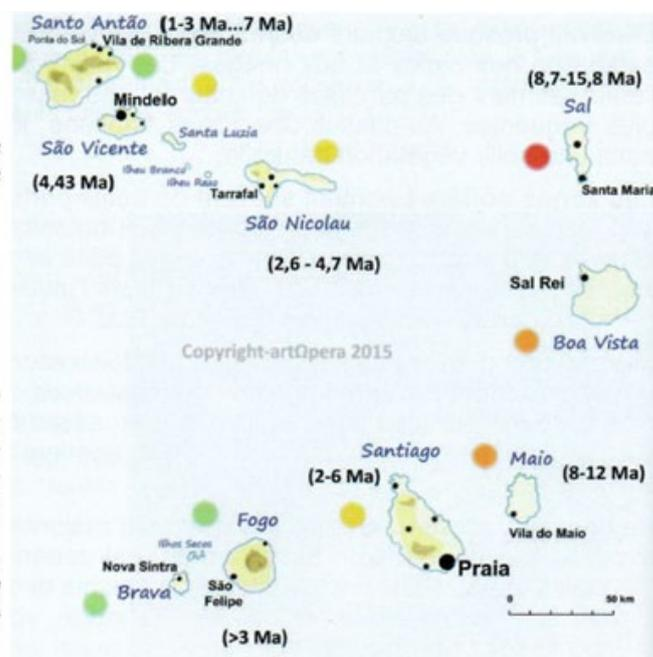 Santo Antão (1-3 Ma...7 Ma)
Ponta do Sol
Vila de Ribera Grande
(8,7-15,8 Ma)
Sal
Mindelo
Santa Luzia
São Vicente
Ilheu Branco
Ilheu Raso
Santa Maria
(4,43 Ma)
Tarrafal
São Nicolau
(2,6 - 4,7 Ma)
Sal Rei
Boa Vista
Copyright-artΩpera 2015
Santiago
Maio
(2-6 Ma)
(8-12 Ma)
Fogo
Vila do Maio
Ilhos Secos
Nova Sintra
Praia
São
Felipe
Brava
0 50 km
(>3 Ma)